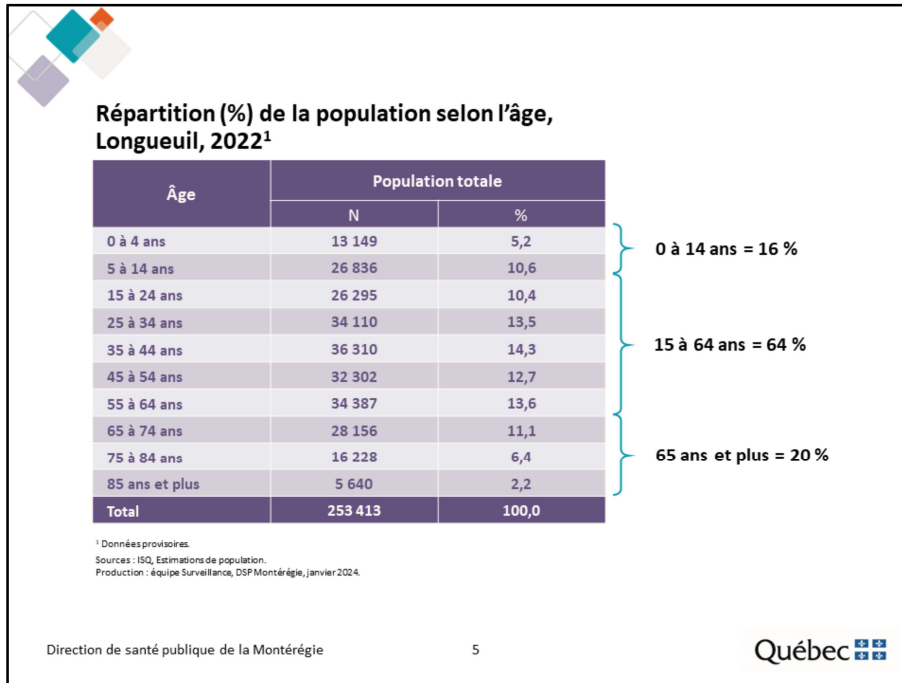 Répartition (%) de la population selon l'âge,
Longueuil, 2022¹
Âge Population totale
N %
0 à 4 ans 13 149 5,2
5 à 14 ans 26 836 10,6
15 à 24 ans 26 295 10,4
25 à 34 ans 34 110 13,5
35 à 44 ans 36 310 14,3
45 à 54 ans 32 302 12,7
55 à 64 ans 34 387 13,6
65 à 74 ans 28 156 11,1
75 à 84 ans 16 228 6,4
85 ans et plus 5 640 2,2
Total 253 413 100,0
0 à 14 ans = 16 %
15 à 64 ans = 64 %
65 ans et plus = 20 %
¹ Données provisoires.
Sources : ISQ, Estimations de population.
Production : équipe Surveillance, DSP Montérégie, janvier 2024.
Direction de santé publique de la Montérégie 5 Québec